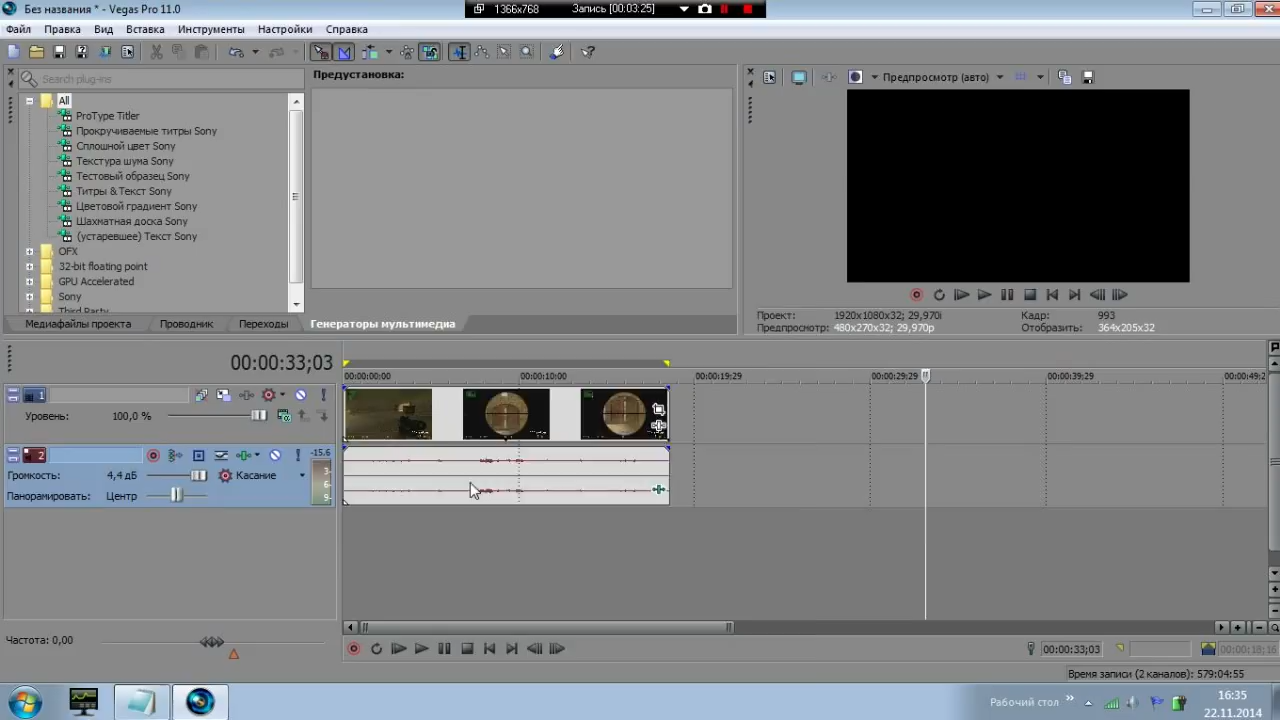 Без названия * - Vegas Pro 11.0
1366x768
Запись [00:03:25]
Файл Правка Вид Вставка Инструменты Настройки Справка
Search plug-ins
Предустановка:
Предпросмотр (авто)
All
ProType Titler
Прокручиваемые титры Sony
Сплошной цвет Sony
Текстура шума Sony
Тестовый образец Sony
Титры & Текст Sony
Цветовой градиент Sony
Шахматная доска Sony
(устаревшее) Текст Sony
OFX
32-bit floating point
GPU Accelerated
Sony
Third Party
Медиафайлы проекта Проводник Переходы Генераторы мультимедиа
Проект: 1920x1080x32; 29,970i Кадр: 993
Предпросмотр: 480x270x32; 29,970p Отобразить: 364x205x32
00:00:33;03
00:00:00;00 00:00:10;00 00:00:19;29 00:00:29;29 00:00:39;29 00:00:49;2
1
Уровень: 100,0 %
2
-15.6
Громкость: 4,4 дБ Касание
3-
6-
9-
Панорамировать: Центр
Частота: 0,00
00:00:33;03
00:00:18;16
Время записи (2 каналов): 579:04:55
Рабочий стол »
16:35
22.11.2014